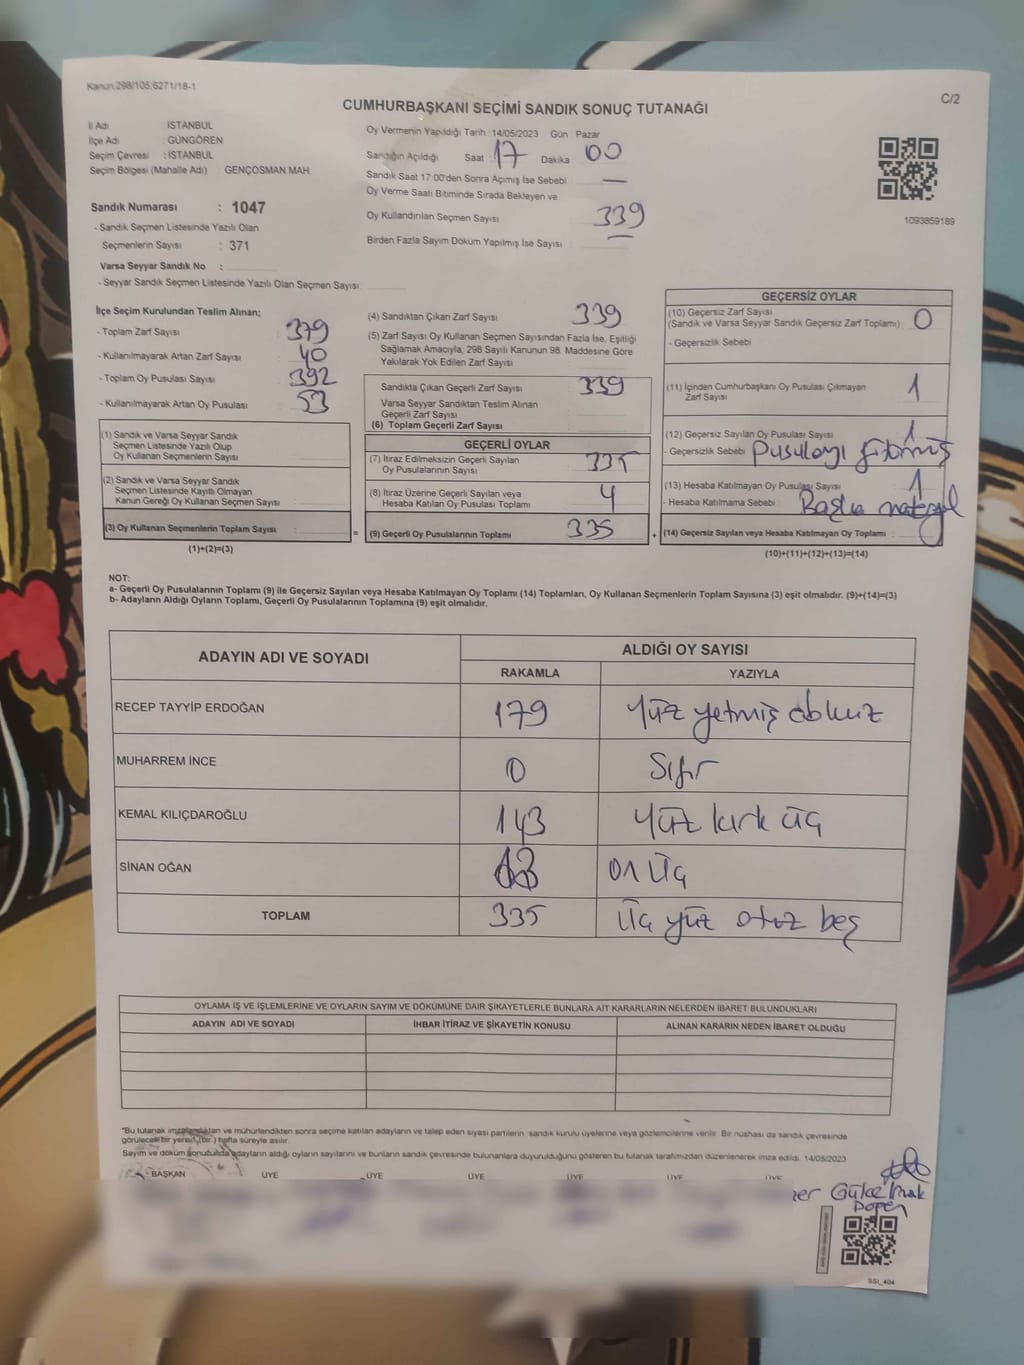 Kanun:298/105;6271/18-1
C/2
CUMHURBAŞKANI SEÇİMİ SANDIK SONUÇ TUTANAĞI
İl Adı : İSTANBUL
İlçe Adı : GÜNGÖREN
Seçim Çevresi : İSTANBUL
Seçim Bölgesi (Mahalle Adı) : GENÇOSMAN MAH
Sandık Numarası : 1047
- Sandık Seçmen Listesinde Yazılı Olan
Seçmenlerin Sayısı : 371
Varsa Seyyar Sandık No :
- Seyyar Sandık Seçmen Listesinde Yazılı Olan Seçmen Sayısı:
Oy Vermenin Yapıldığı Tarih : 14/05/2023 Gün Pazar
Sandığın Açıldığı Saat : 17 Dakika : 00
Sandık Saat 17:00'den Sonra Açımış İse Sebebi : —
Oy Verme Saati Bitiminde Sırada Bekleyen ve
Oy Kullandırılan Seçmen Sayısı 339
Birden Fazla Sayım Döküm Yapılmış İse Sayısı : —
1093859189
İlçe Seçim Kurulundan Teslim Alınan;
- Toplam Zarf Sayısı : 379
- Kullanılmayarak Artan Zarf Sayısı : 40
- Toplam Oy Pusulası Sayısı : 392
- Kullanılmayarak Artan Oy Pusulası : 53
(1) Sandık ve Varsa Seyyar Sandık
Seçmen Listesinde Yazılı Olup
Oy Kullanan Seçmenlerin Sayısı
(2) Sandık ve Varsa Seyyar Sandık
Seçmen Listesinde Kayıtlı Olmayan
Kanun Gereği Oy Kullanan Seçmen Sayısı :
(3) Oy Kullanan Seçmenlerin Toplam Sayısı : =
(1)+(2)=(3)
(4) Sandıktan Çıkan Zarf Sayısı : 339
(5) Zarf Sayısı Oy Kullanan Seçmen Sayısından Fazla İse, Eşitliği
Sağlamak Amacıyla, 298 Sayılı Kanunun 98. Maddesine Göre
Yakılarak Yok Edilen Zarf Sayısı :
Sandıkta Çıkan Geçerli Zarf Sayısı : 339
Varsa Seyyar Sandıktan Teslim Alınan
Geçerli Zarf Sayısı :
(6) Toplam Geçerli Zarf Sayısı :
GEÇERLİ OYLAR
(7) İtiraz Edilmeksizin Geçerli Sayılan
Oy Pusulalarının Sayısı : 335
(8) İtiraz Üzerine Geçerli Sayılan veya
Hesaba Katılan Oy Pusulası Toplamı : 4
(9) Geçerli Oy Pusulalarının Toplamı : 335 +
GEÇERSİZ OYLAR
(10) Geçersiz Zarf Sayısı
(Sandık ve Varsa Seyyar Sandık Geçersiz Zarf Toplamı) : 0
- Geçersizlik Sebebi
(11) İçinden Cumhurbaşkanı Oy Pusulası Çıkmayan
Zarf Sayısı : 1
(12) Geçersiz Sayılan Oy Pusulası Sayısı : 1
- Geçersizlik Sebebi : Pusulayı
(13) Hesaba Katılmayan Oy Pusulası Sayısı : 1
- Hesaba Katılmama Sebebi : Başka
(14) Geçersiz Sayılan veya Hesaba Katılmayan Oy Toplamı :
(10)+(11)+(12)+(13)=(14)
NOT:
a- Geçerli Oy Pusulalarının Toplamı (9) ile Geçersiz Sayılan veya Hesaba Katılmayan Oy Toplamı (14) Toplamları, Oy Kullanan Seçmenlerin Toplam Sayısına (3) eşit olmalıdır. (9)+(14)=(3)
b- Adayların Aldığı Oyların Toplamı, Geçerli Oy Pusulalarının Toplamına (9) eşit olmalıdır.
ADAYIN ADI VE SOYADI
ALDIĞI OY SAYISI
RAKAMLA YAZIYLA
RECEP TAYYİP ERDOĞAN 179 Yüz yetmiş dokuz
MUHARREM İNCE 0 Sıfır
KEMAL KILIÇDAROĞLU 143 Yüz kırk üç
SİNAN OĞAN 13 on üç
TOPLAM 335 Üç yüz otuz beş
OYLAMA İŞ VE İŞLEMLERİNE VE OYLARIN SAYIM VE DÖKÜMÜNE DAİR ŞİKAYETLERLE BUNLARA AİT KARARLARIN NELERDEN İBARET BULUNDUKLARI
ADAYIN ADI VE SOYADI İHBAR İTİRAZ VE ŞİKAYETİN KONUSU ALINAN KARARIN NEDEN İBARET OLDUĞU
"Bu tutanak imzalandıktan ve mühürlendikten sonra seçime katılan adayların ve talep eden siyasi partilerin sandık kurulu üyelerine veya gözlemcilerine verilir. Bir nüshası da sandık çevresinde
görülecek bir yere 1 (bir) hafta süreyle asılır.
Sayım ve döküm sonucunda adayların aldığı oyların sayılarını ve bunların sandık çevresinde bulunanlara duyurulduğunu gösteren bu tutanak tarafımızdan düzenlenerek imza edildi. 14/05/2023
BAŞKAN ÜYE ÜYE ÜYE ÜYE ÜYE ÜYE
SSI_404